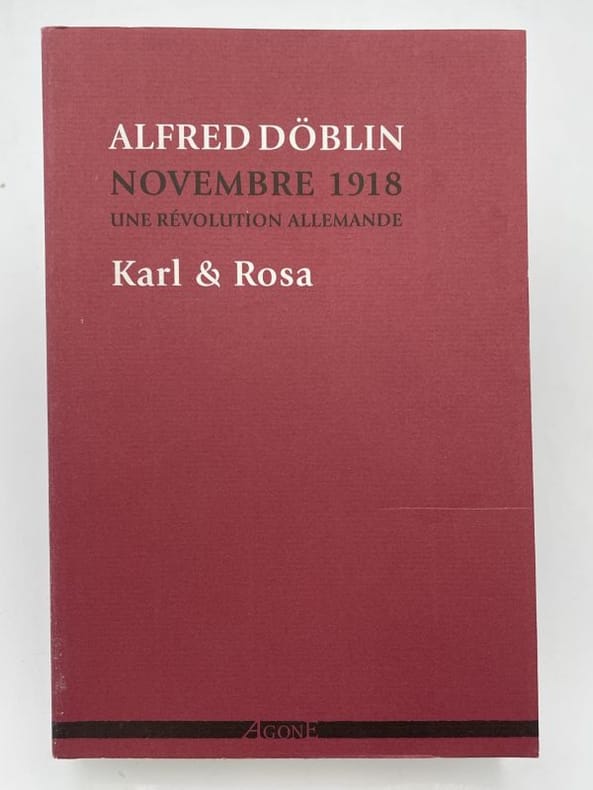 ALFRED DÖBLIN
NOVEMBRE 1918
UNE RÉVOLUTION ALLEMANDE
Karl & Rosa
AGONE